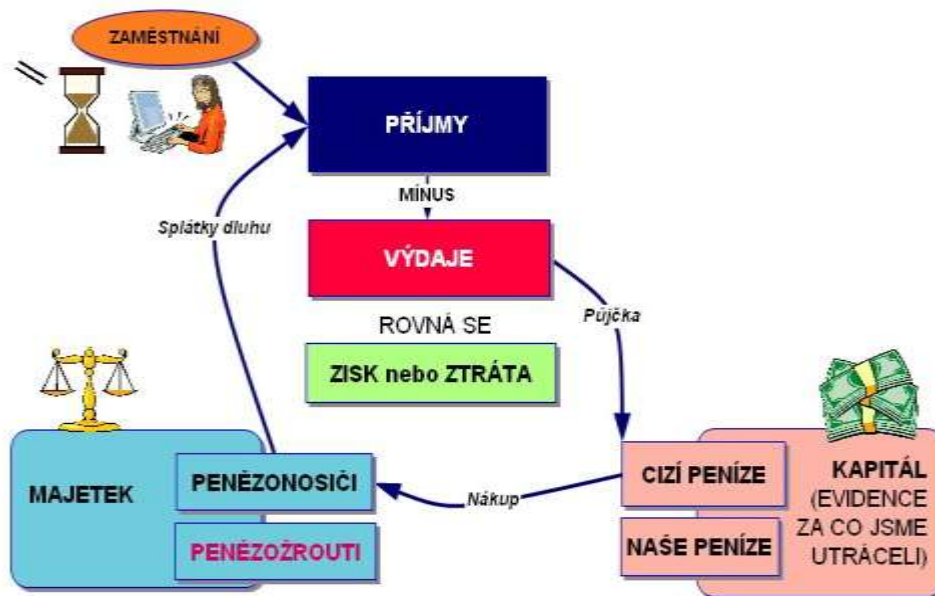 ZAMĚSTNÁNÍ
PŘÍJMY
MÍNUS
Splátky dluhu
VÝDAJE
Půjčka
ROVNÁ SE
ZISK nebo ZTRÁTA
MAJETEK
PENĚZONOSIČI
PENĚZOŽROUTI
Nákup
CIZÍ PENÍZE
NAŠE PENÍZE
KAPITÁL
(EVIDENCE
ZA CO JSME
UTRÁCELI)